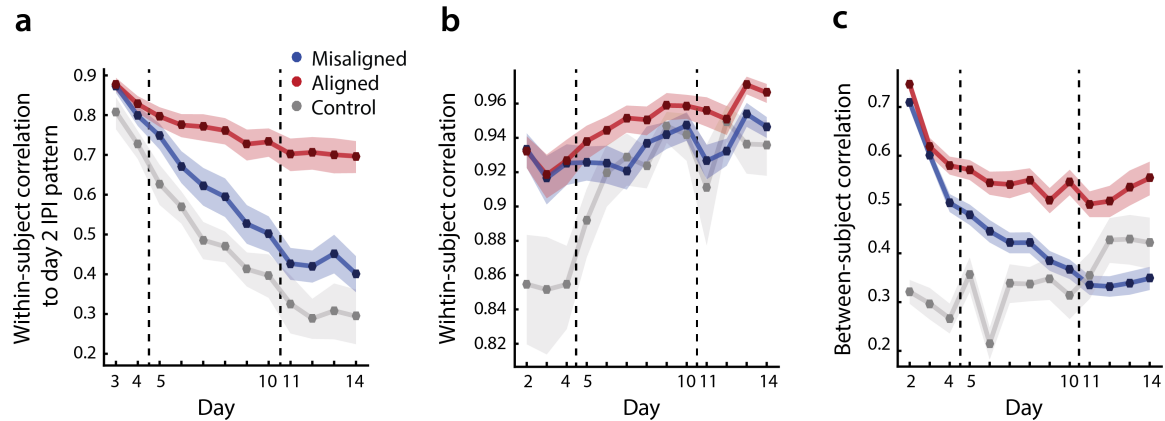 a
Within-subject correlation
to day 2 IPI pattern
0.9
0.8
0.7
0.6
0.5
0.4
0.3
0.2
3 4 5 10 11 14
Day
Misaligned
Aligned
Control
b
Wihtin-subject correlation
0.96
0.94
0.92
0.9
0.88
0.86
0.84
0.82
2 4 5 10 11 14
Day
c
Between-subject correlation
0.7
0.6
0.5
0.4
0.3
0.2
2 4 5 10 11 14
Day